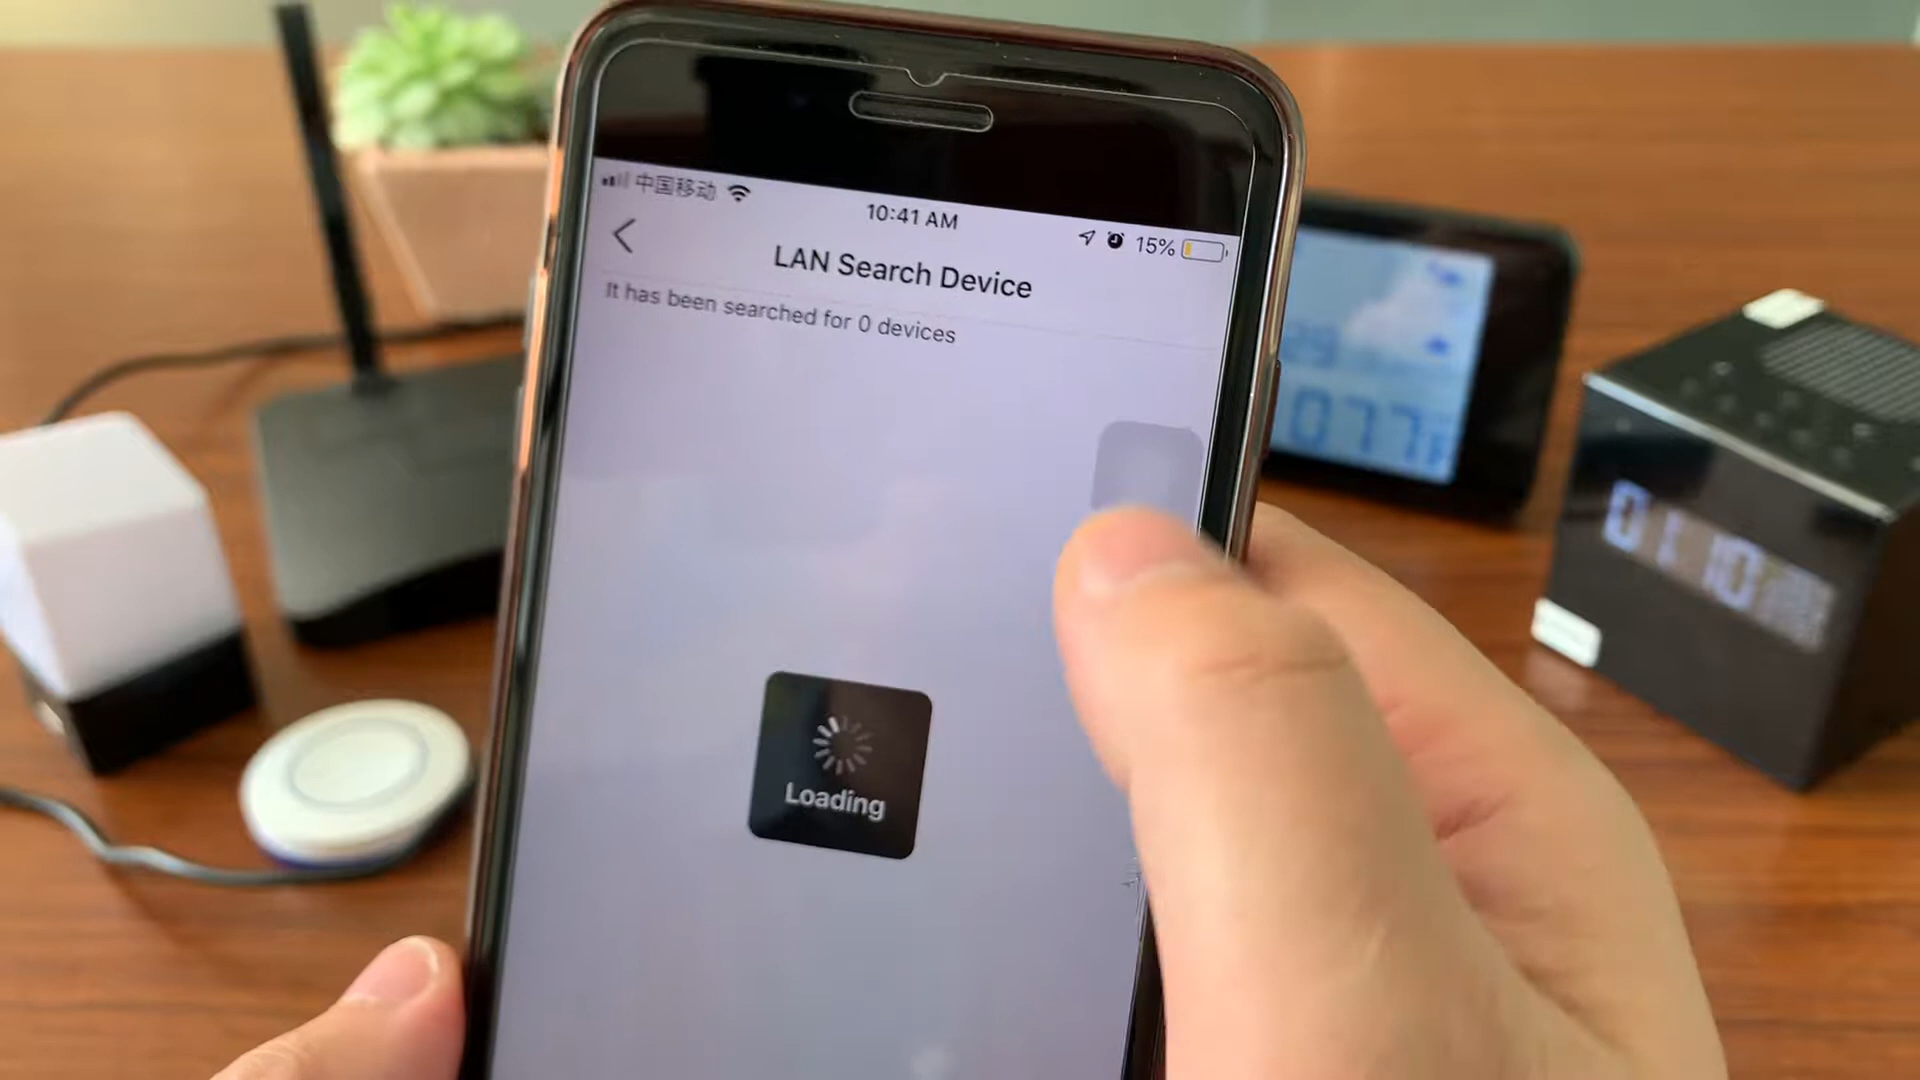 中国移动
10:41 AM
15%
LAN Search Device
It has been searched for 0 devices
Loading
077